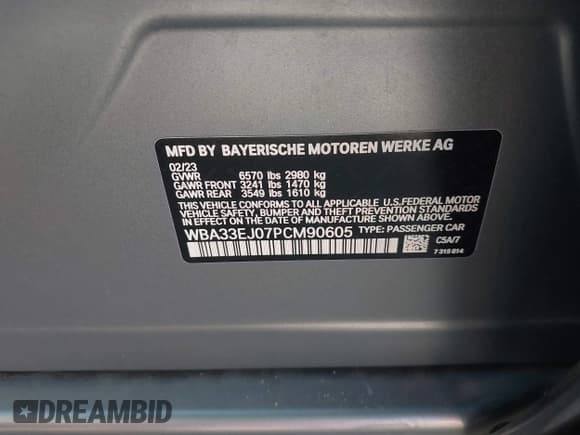 MFD BY BAYERISCHE MOTOREN WERKE AG
02/23
GVWR 6570 lbs 2980 kg
GAWR FRONT 3241 lbs 1470 kg
GAWR REAR 3549 lbs 1610 kg
THIS VEHICLE CONFORMS TO ALL APPLICABLE U.S.FEDERAL MOTOR
VEHICLE SAFETY, BUMPER, AND THEFT PREVENTION STANDARDS
IN EFFECT ON THE DATE OF MANUFACTURE SHOWN ABOVE.
WBA33EJ07PCM90605 TYPE: PASSENGER CAR
C5A/7
7 318 814
DREAMBID